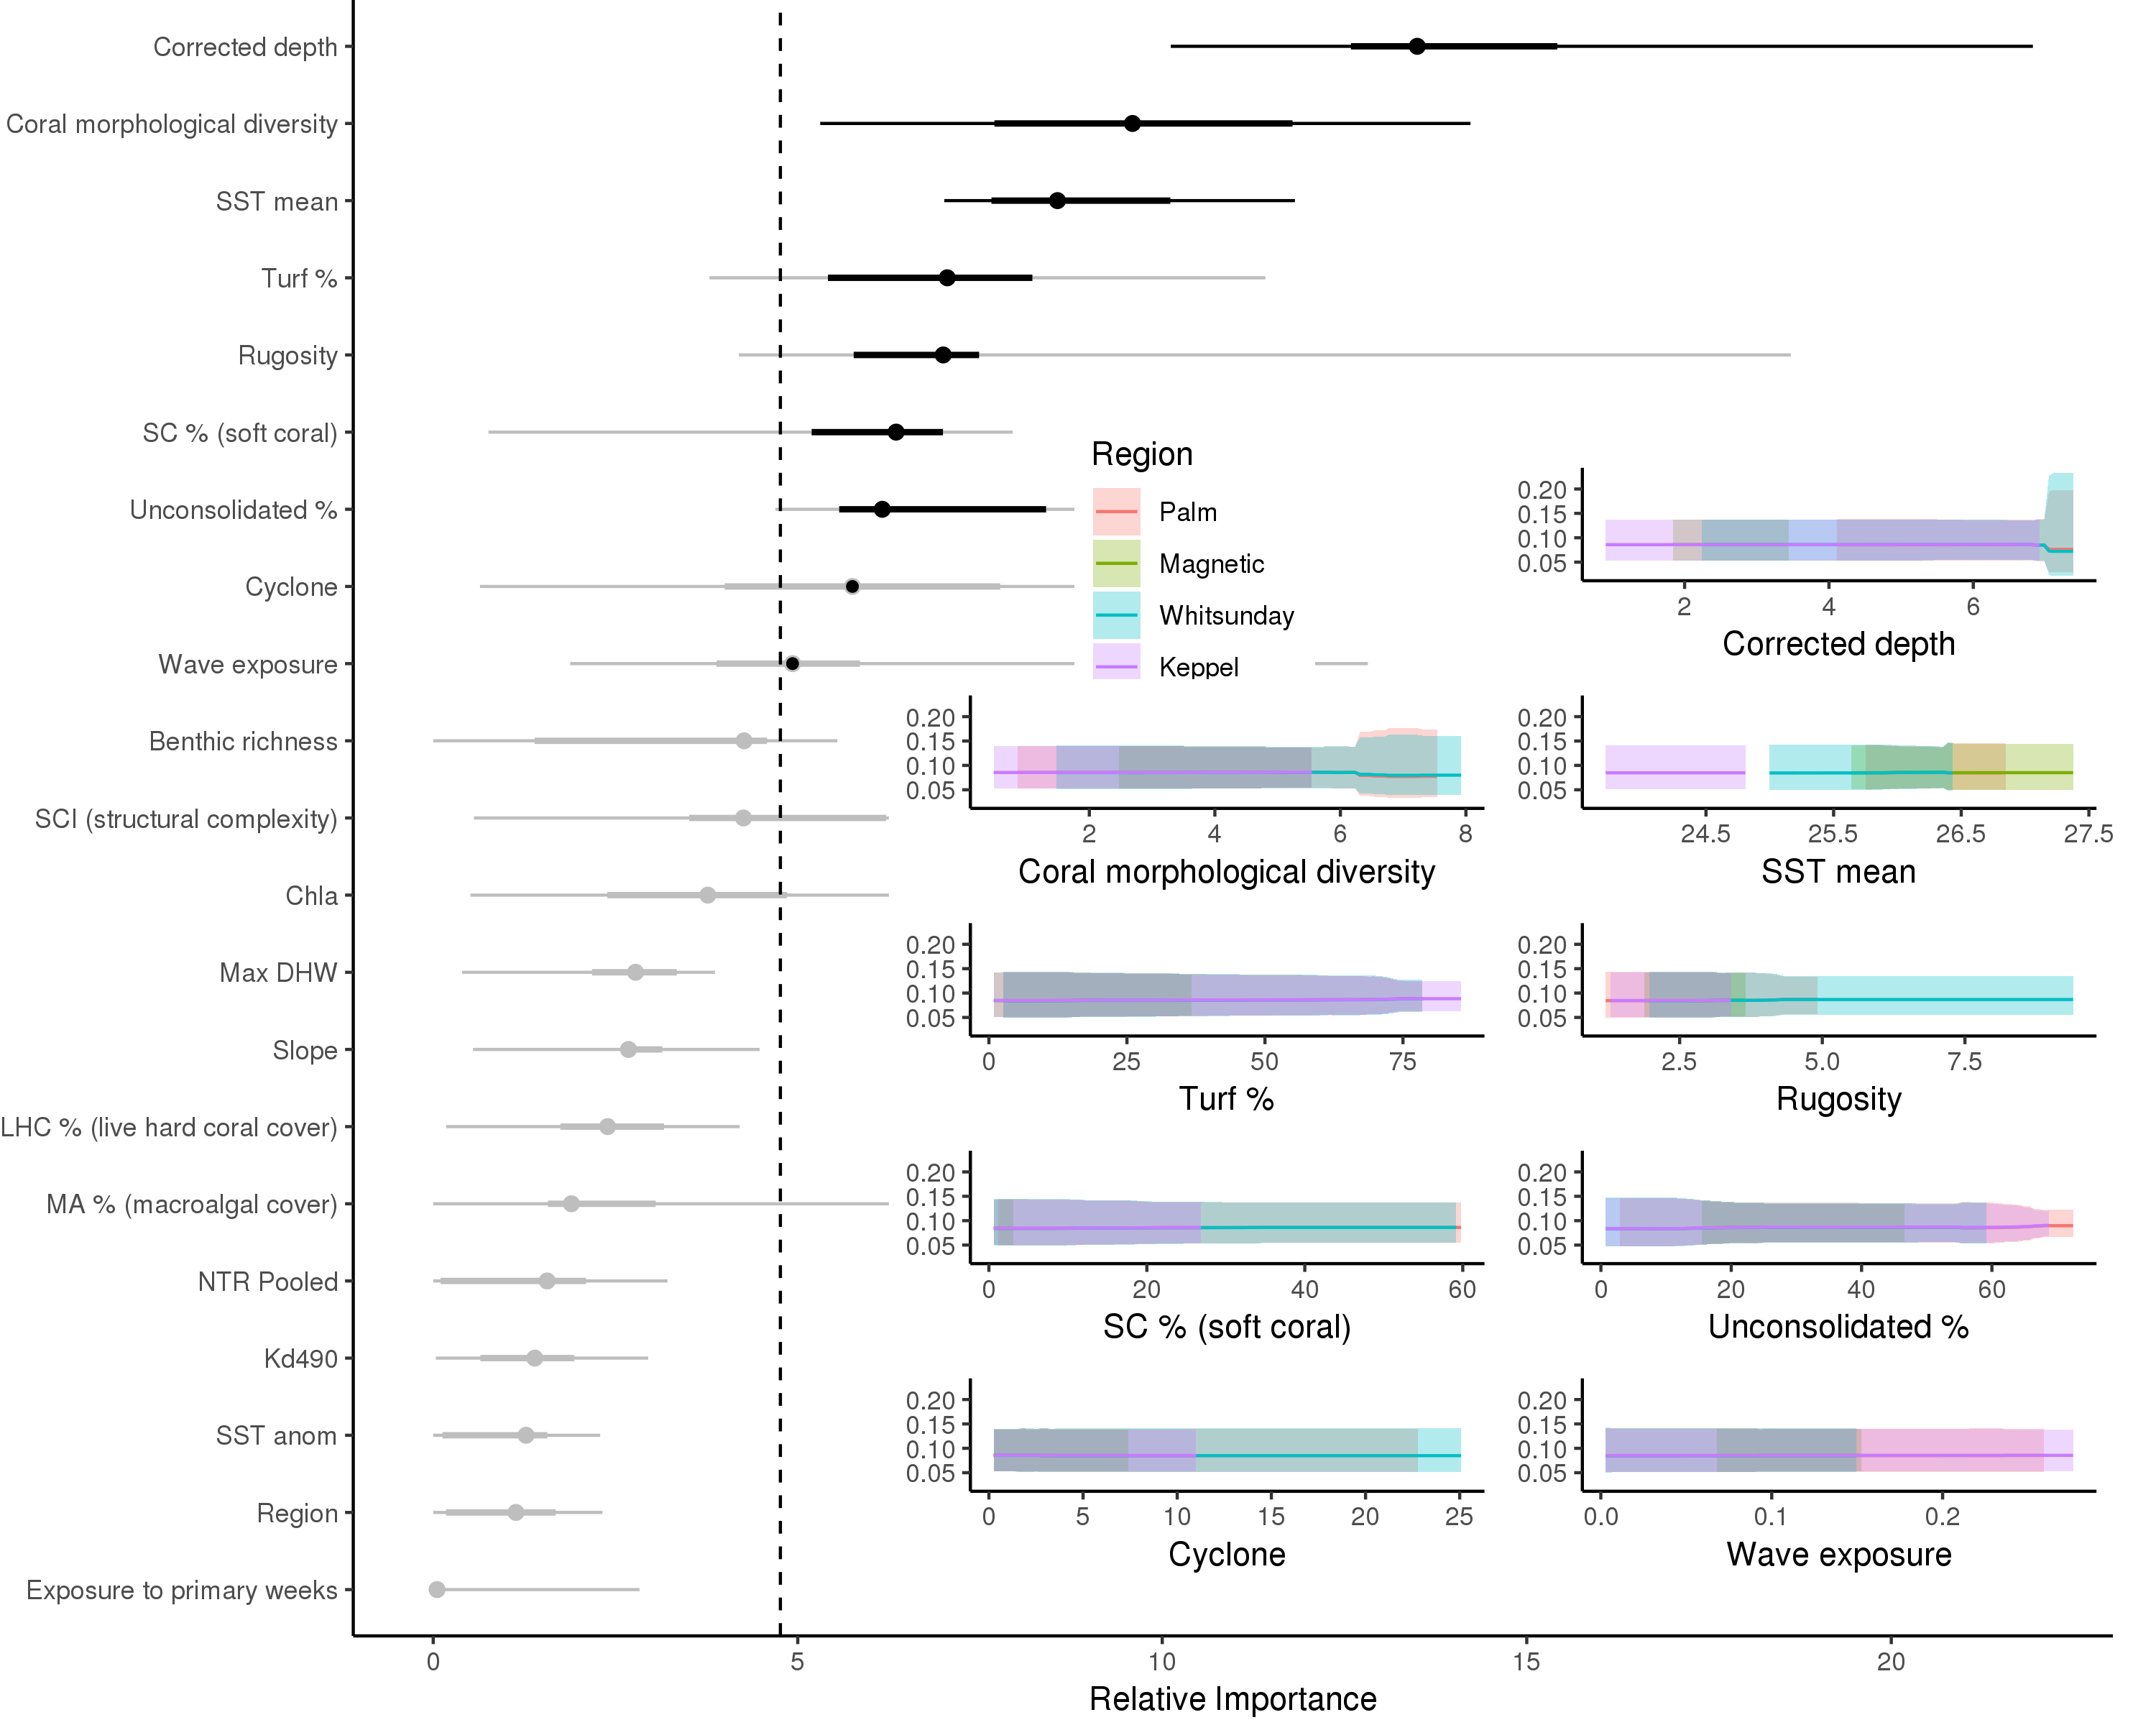 Corrected depth
Coral morphological diversity
SST mean
Turf %
Rugosity
SC % (soft coral)
Unconsolidated %
Cyclone
Wave exposure
Benthic richness
SCI (structural complexity)
Chla
Max DHW
Slope
LHC % (live hard coral cover)
MA % (macroalgal cover)
NTR Pooled
Kd490
SST anom
Region
Exposure to primary weeks
0 5 10 15 20
Relative Importance
Region
Palm
Magnetic
Whitsunday
Keppel
0.20
0.15
0.10
0.05
2 4 6
Corrected depth
0.20
0.15
0.10
0.05
2 4 6 8
Coral morphological diversity
0.20
0.15
0.10
0.05
24.5 25.5 26.5 27.5
SST mean
0.20
0.15
0.10
0.05
0 25 50 75
Turf %
0.20
0.15
0.10
0.05
2.5 5.0 7.5
Rugosity
0.20
0.15
0.10
0.05
0 20 40 60
SC % (soft coral)
0.20
0.15
0.10
0.05
0 20 40 60
Unconsolidated %
0.20
0.15
0.10
0.05
0 5 10 15 20 25
Cyclone
0.20
0.15
0.10
0.05
0.0 0.1 0.2
Wave exposure